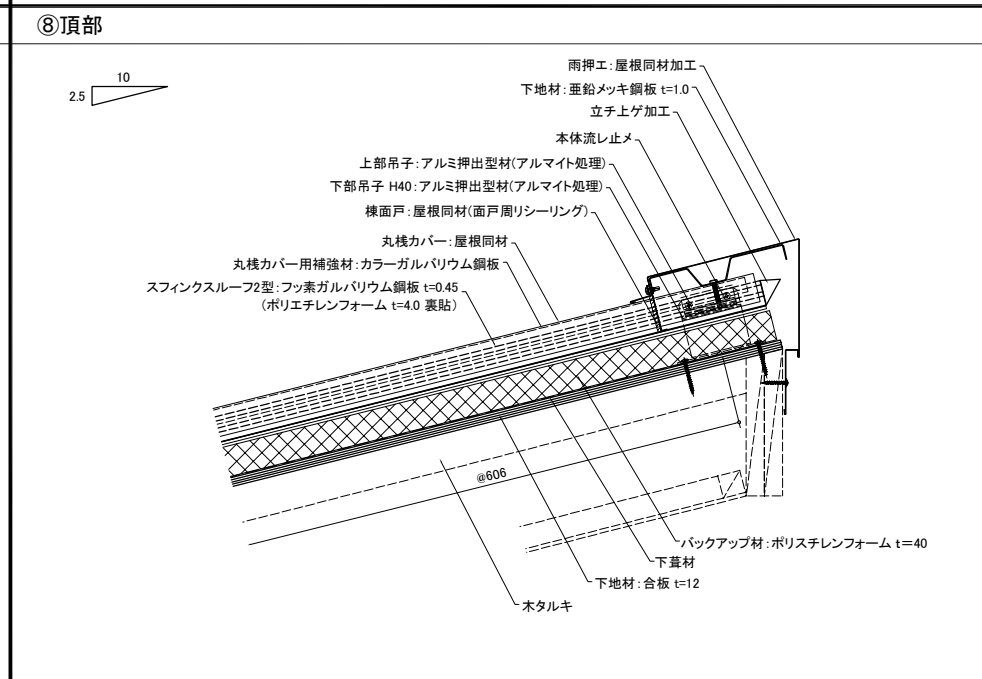 ⑧頂部
10
2.5
雨押エ:屋根同材加工
下地材:亜鉛メッキ鋼板 t=1.0
立チ上ゲ加工
本体流レ止メ
上部吊子:アルミ押出型材(アルマイト処理)
下部吊子 H40:アルミ押出型材(アルマイト処理)
棟面戸:屋根同材(面戸周リシーリング)
丸桟カバー:屋根同材
丸桟カバー用補強材:カラーガルバリウム鋼板
スフィンクスルーフ2型:フッ素ガルバリウム鋼板 t=0.45
(ポリエチレンフォーム t=4.0 裏貼)
@606
バックアップ材:ポリスチレンフォーム t=40
下葺材
下地材:合板 t=12
木タルキ